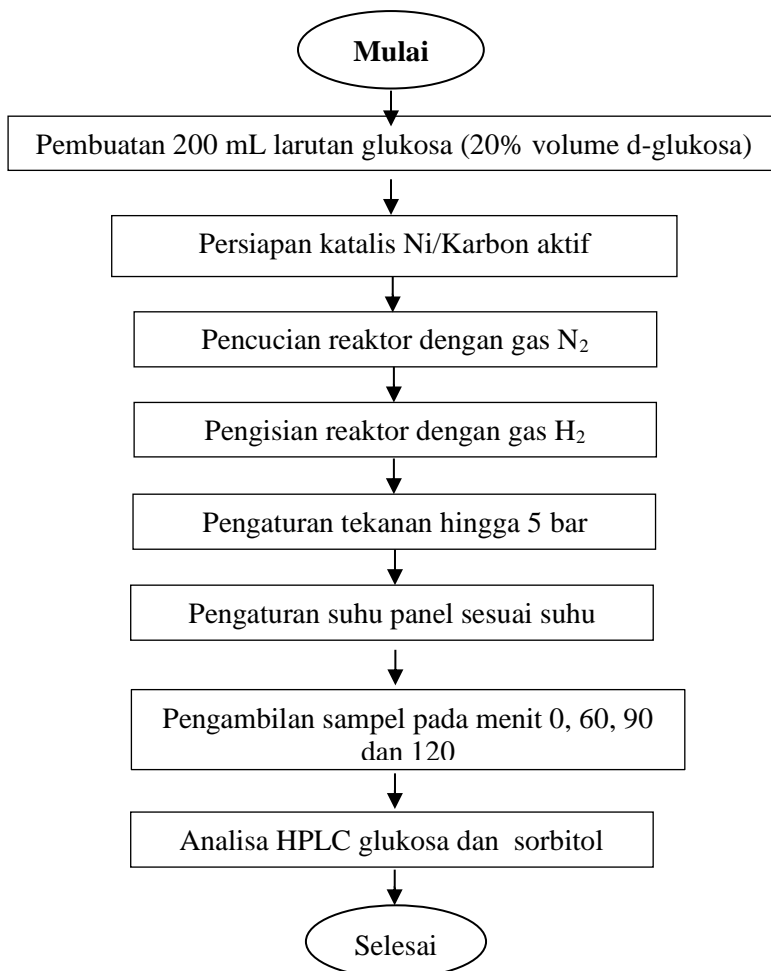 Mulai
Pembuatan 200 mL larutan glukosa (20% volume d-glukosa)
Persiapan katalis Ni/Karbon aktif
Pencucian reaktor dengan gas N₂
Pengisian reaktor dengan gas H₂
Pengaturan tekanan hingga 5 bar
Pengaturan suhu panel sesuai suhu
Pengambilan sampel pada menit 0, 60, 90
dan 120
Analisa HPLC glukosa dan  sorbitol
Selesai